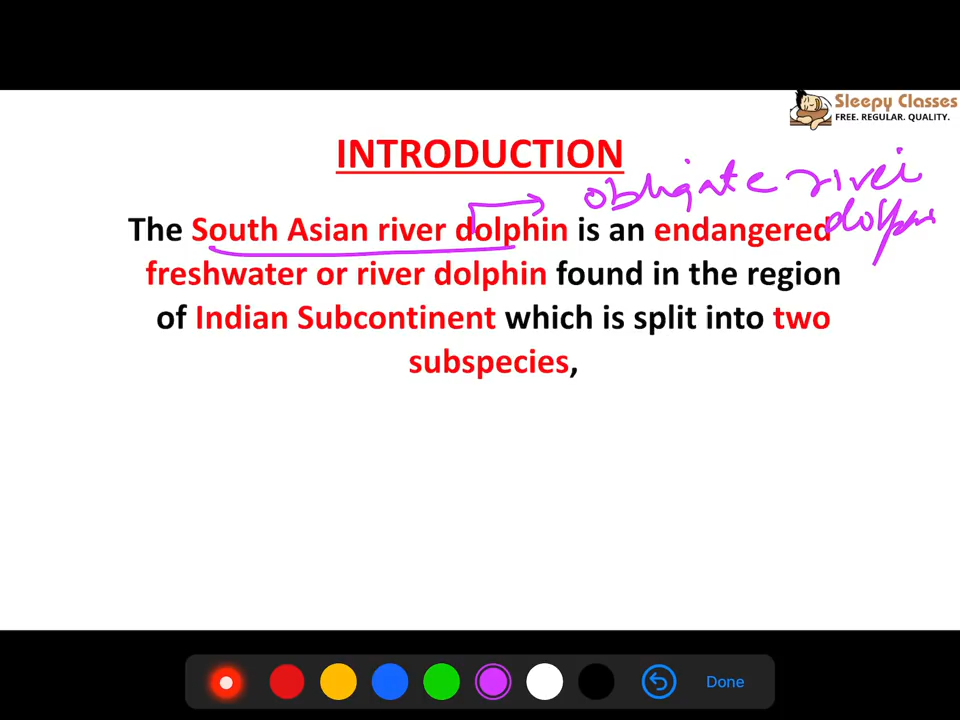 Sleepy Classes
FREE. REGULAR. QUALITY.
INTRODUCTION
obligate river
dolphin
The South Asian river dolphin is an endangered
freshwater or river dolphin found in the region
of Indian Subcontinent which is split into two
subspecies,
Done